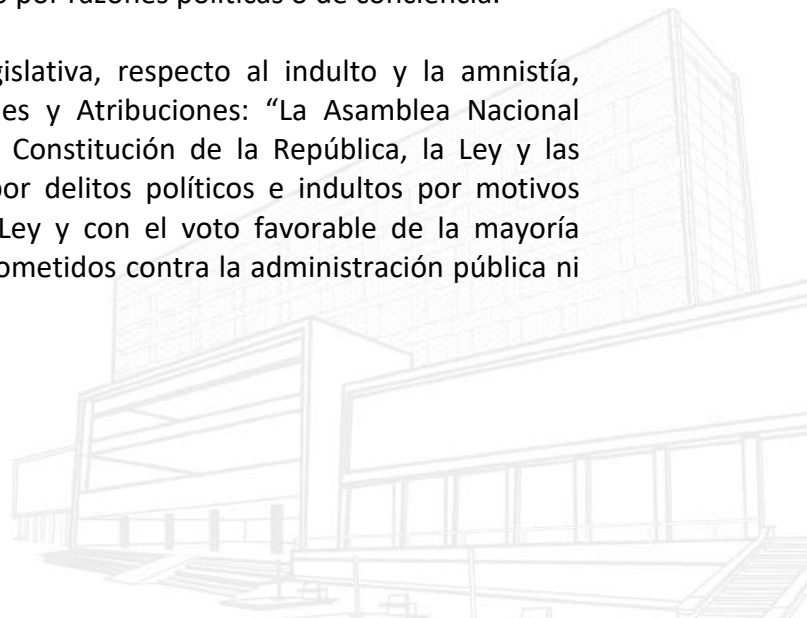 por razones políticas o de conciencia.
gislativa, respecto al indulto y la amnistía,
es y Atribuciones: “La Asamblea Nacional
Constitución de la República, la Ley y las
por delitos políticos e indultos por motivos
Ley y con el voto favorable de la mayoría
ometidos contra la administración pública ni